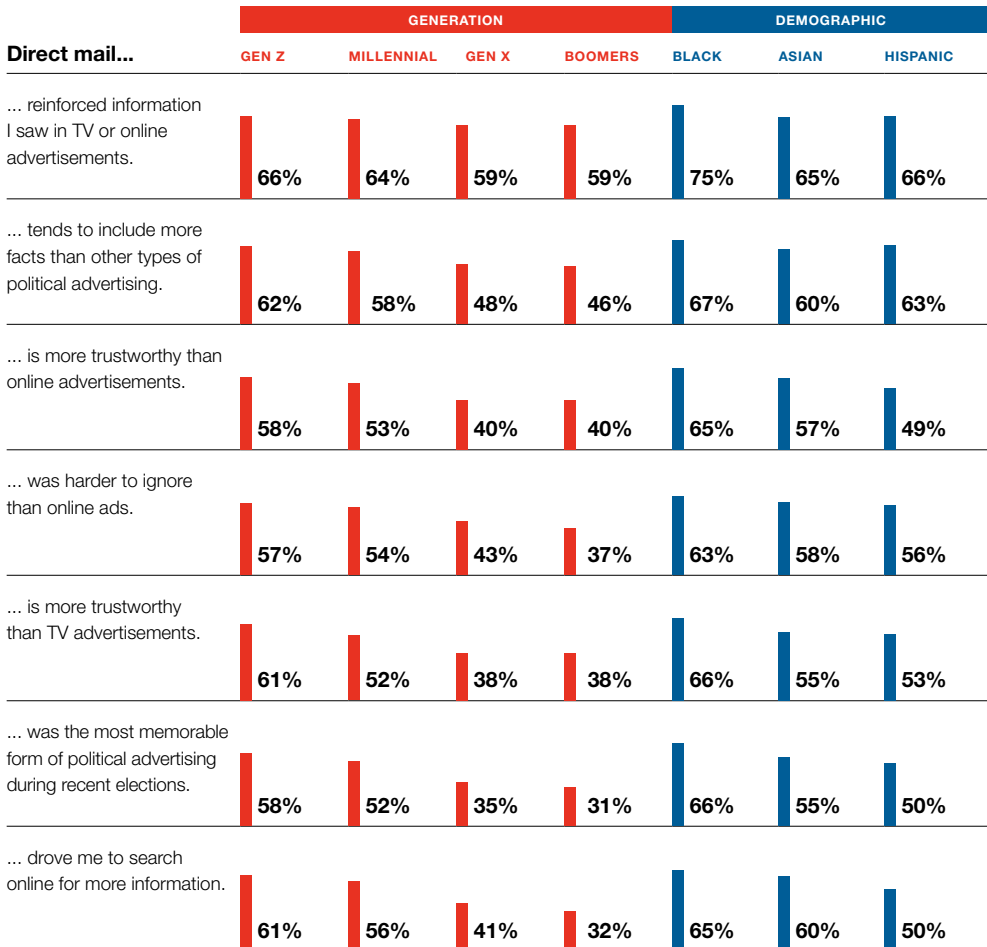 GENERATION DEMOGRAPHIC
Direct mail... GEN Z MILLENNIAL GEN X BOOMERS BLACK ASIAN HISPANIC
... reinforced information
I saw in TV or online
advertisements.
66% 64% 59% 59% 75% 65% 66%
... tends to include more
facts than other types of
political advertising.
62% 58% 48% 46% 67% 60% 63%
... is more trustworthy than
online advertisements.
58% 53% 40% 40% 65% 57% 49%
... was harder to ignore
than online ads.
57% 54% 43% 37% 63% 58% 56%
... is more trustworthy
than TV advertisements.
61% 52% 38% 38% 66% 55% 53%
... was the most memorable
form of political advertising
during recent elections.
58% 52% 35% 31% 66% 55% 50%
... drove me to search
online for more information.
61% 56% 41% 32% 65% 60% 50%